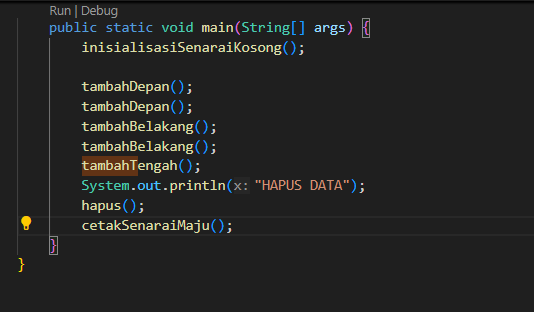 Run | Debug
public static void main(String[] args) {
inisialisasiSenaraiKosong();
tambahDepan();
tambahDepan();
tambahBelakang();
tambahBelakang();
tambahTengah();
System.out.println(x: "HAPUS DATA");
hapus();
cetakSenaraiMaju();
}
}